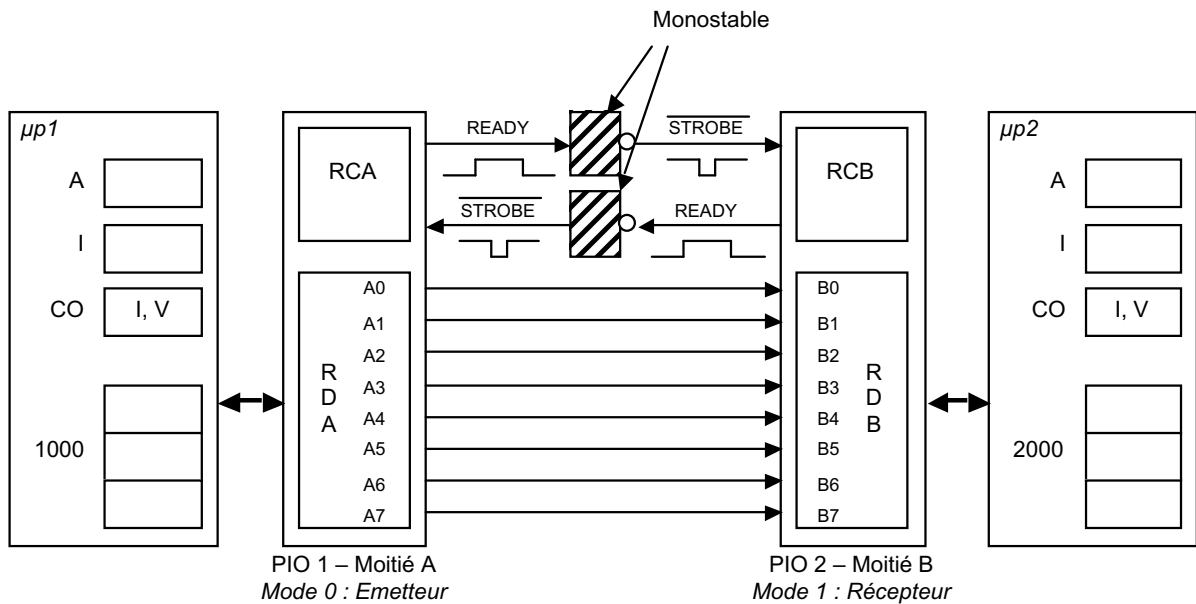 Monostable
µp1
A
I
CO
I, V
1000
RCA
READY
STROBE
STROBE
READY
RCB
RDA
A0
A1
A2
A3
A4
A5
A6
A7
B0
B1
B2
B3
B4
B5
B6
B7
RDB
µp2
A
I
CO
I, V
2000
PIO 1 – Moitié A
Mode 0 : Emetteur
PIO 2 – Moitié B
Mode 1 : Récepteur